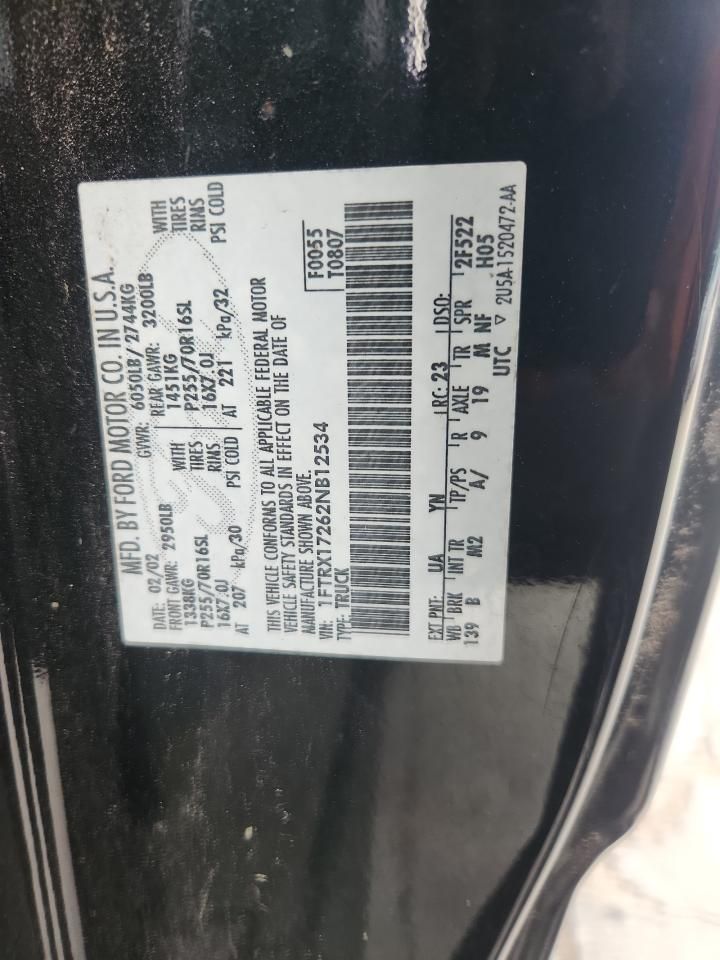 MFD. BY FORD MOTOR CO. IN U.S.A.
DATE: 02/02 GVWR: 6050LB/2744KG
FRONT GAWR: 2950LB REAR GAWR: 3200LB
1338KG WITH 1451KG WITH
P255/70R16SL TIRES P255/70R16SL TIRES
16X7.0J RIMS 16X7.0J RIMS
AT 207 kPa/30 PSI COLD AT 221 kPa/32 PSI COLD
THIS VEHICLE CONFORMS TO ALL APPLICABLE FEDERAL MOTOR
VEHICLE SAFETY STANDARDS IN EFFECT ON THE DATE OF
MANUFACTURE SHOWN ABOVE.
VIN: 1FTRX17262NB12534 F0055
TYPE: TRUCK T0807
EXT PNT: UA YN RC: 23 DSO:
WB BRK INT TR TP/PS R AXLE TR SPR 2F522
139 B M2 A/ 9 19 M NF H05
UTC ▽ 2U5A-1520472-AA